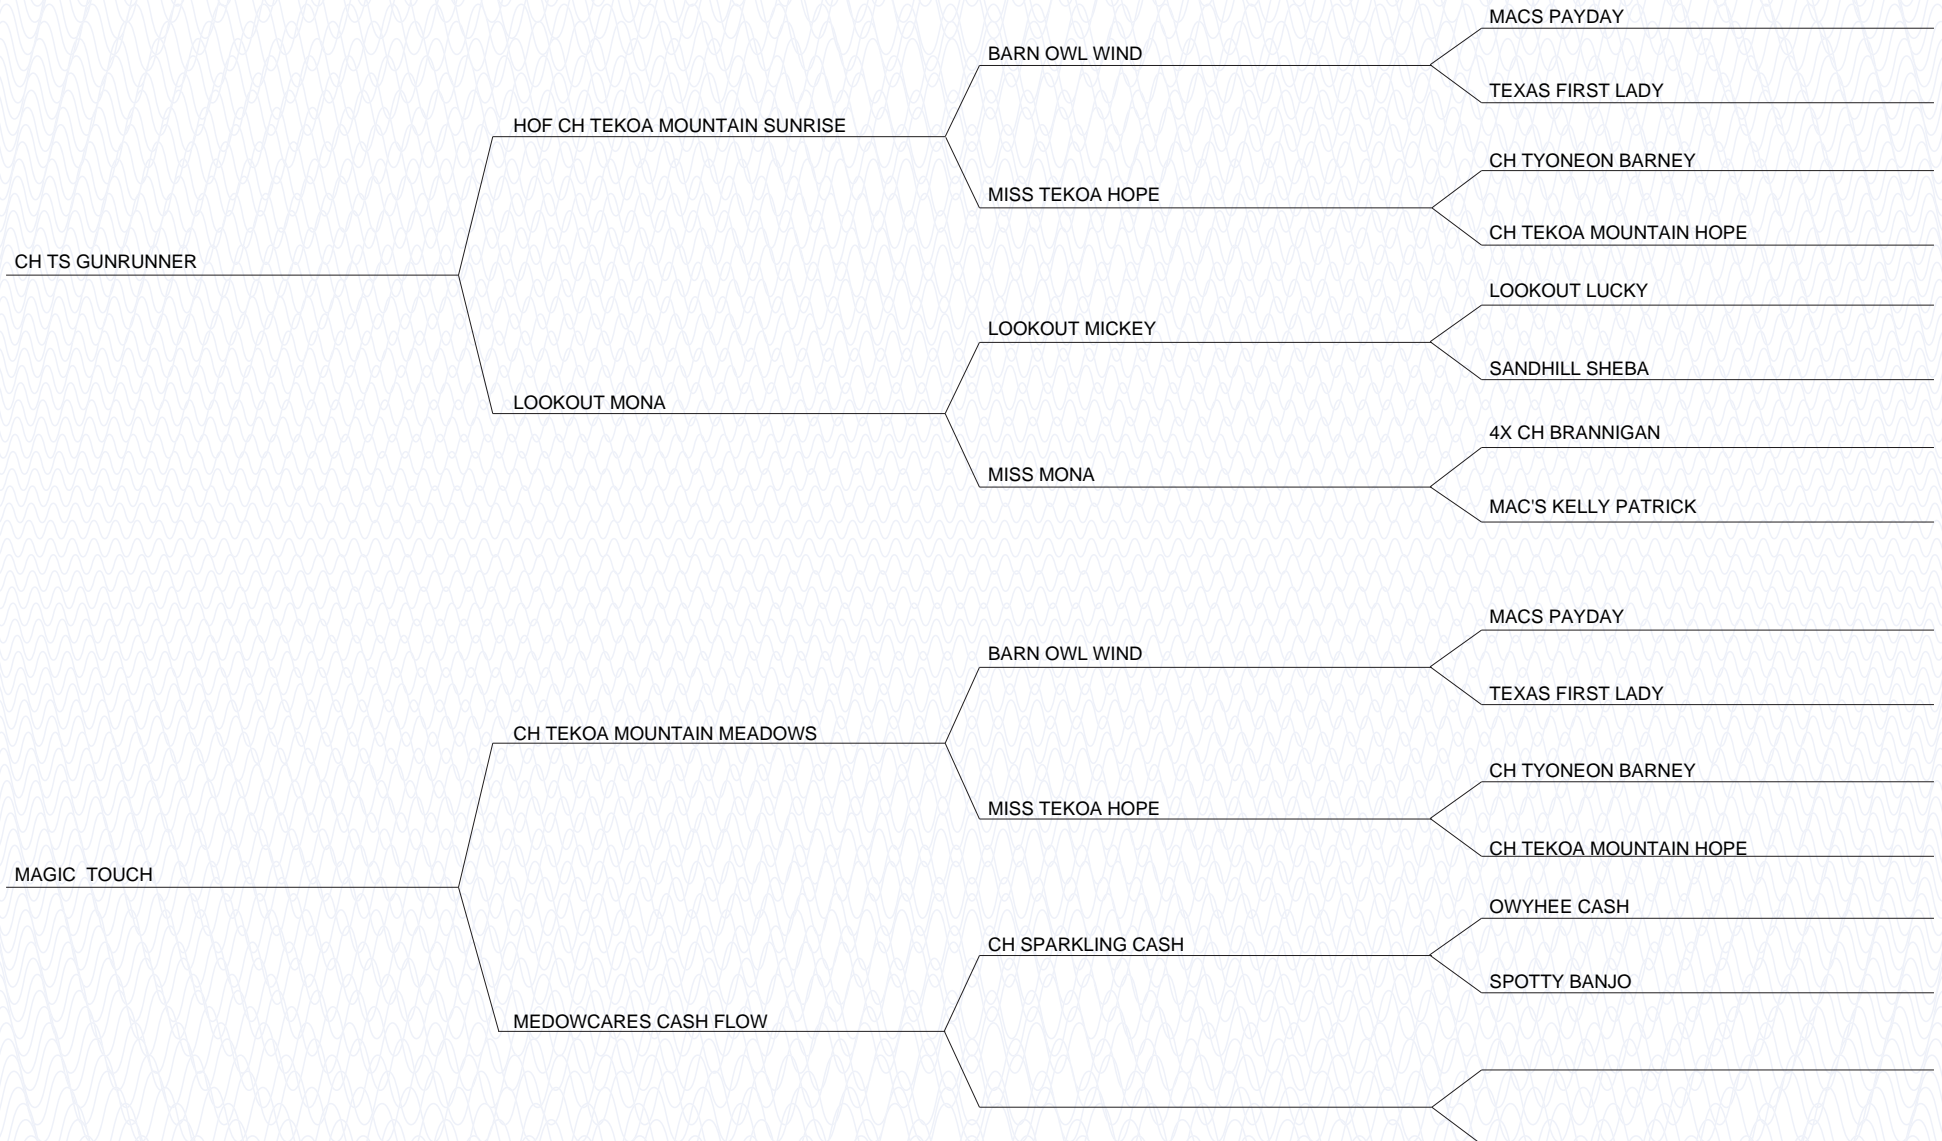 MACS PAYDAY
BARN OWL WIND
TEXAS FIRST LADY
HOF CH TEKOA MOUNTAIN SUNRISE
CH TYONEON BARNEY
MISS TEKOA HOPE
CH TEKOA MOUNTAIN HOPE
CH TS GUNRUNNER
LOOKOUT LUCKY
LOOKOUT MICKEY
SANDHILL SHEBA
LOOKOUT MONA
4X CH BRANNIGAN
MISS MONA
MAC'S KELLY PATRICK
MACS PAYDAY
BARN OWL WIND
TEXAS FIRST LADY
CH TEKOA MOUNTAIN MEADOWS
CH TYONEON BARNEY
MISS TEKOA HOPE
CH TEKOA MOUNTAIN HOPE
MAGIC  TOUCH
OWYHEE CASH
CH SPARKLING CASH
SPOTTY BANJO
MEDOWCARES CASH FLOW